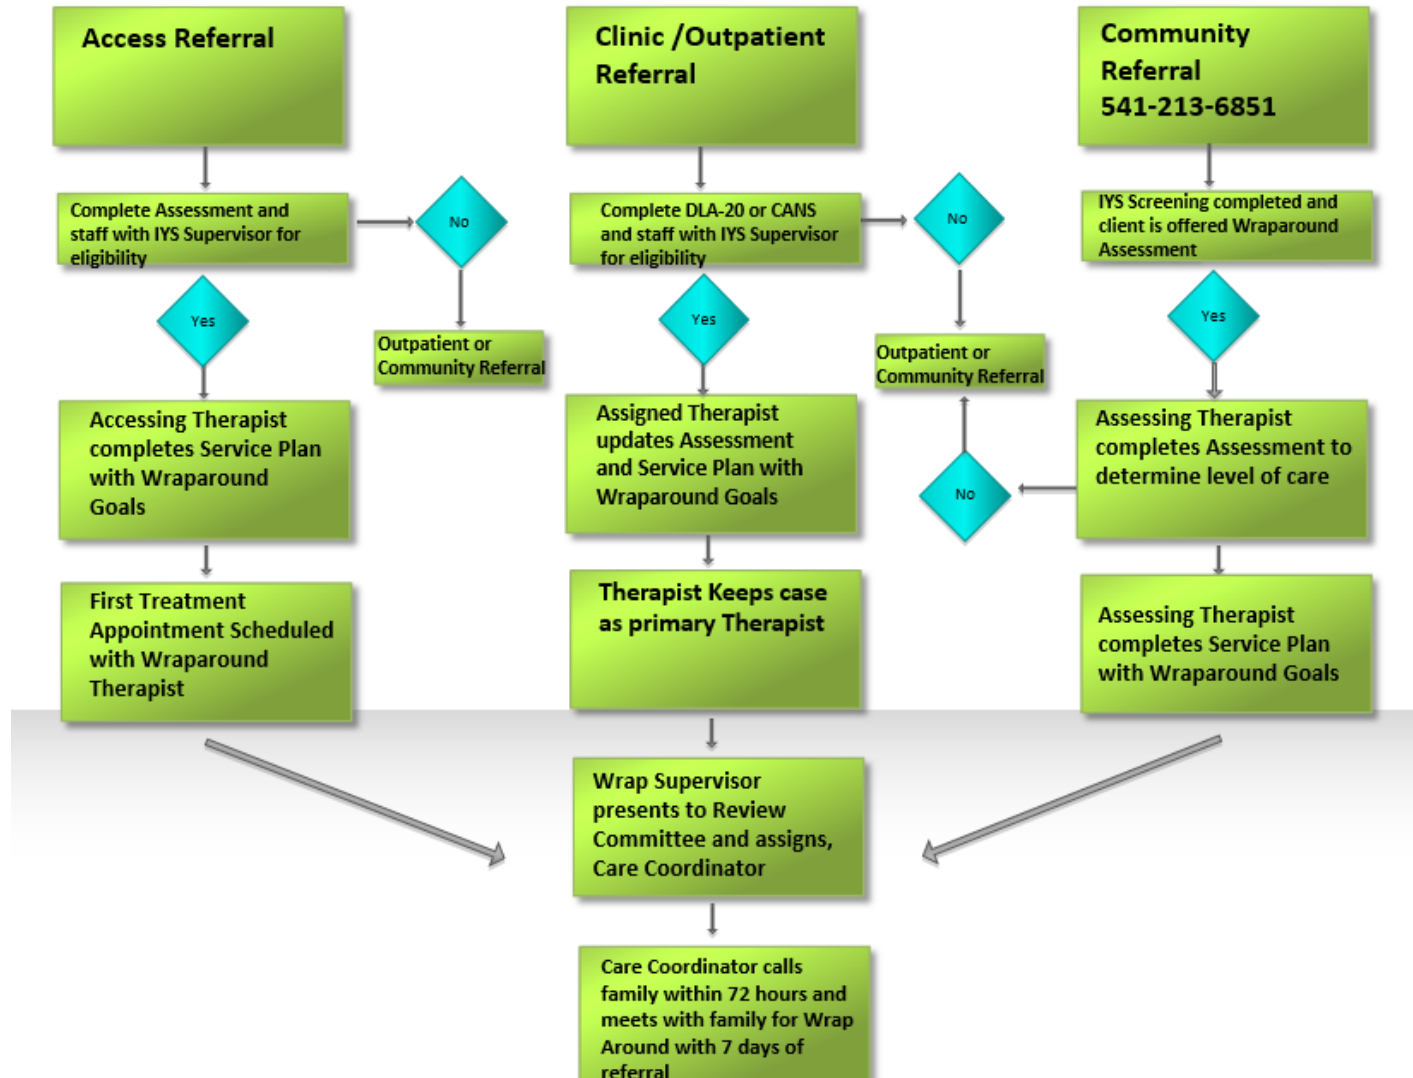 Access Referral
Clinic /Outpatient
Referral
Community
Referral
541-213-6851
Complete Assessment and
staff with IYS Supervisor for
eligibility
No
Complete DLA-20 or CANS
and staff with IYS Supervisor
for eligibility
No
IYS Screening completed and
client is offered Wraparound
Assessment
Yes
Outpatient or
Community Referral
Yes
Outpatient or
Community Referral
Yes
Accessing Therapist
completes Service Plan
with Wraparound
Goals
Assigned Therapist
updates Assessment
and Service Plan with
Wraparound Goals
No
Assessing Therapist
completes Assessment to
determine level of care
First Treatment
Appointment Scheduled
with Wraparound
Therapist
Therapist Keeps case
as primary Therapist
Assessing Therapist
completes Service Plan
with Wraparound Goals
Wrap Supervisor
presents to Review
Committee and assigns,
Care Coordinator
Care Coordinator calls
family within 72 hours and
meets with family for Wrap
Around with 7 days of
referral